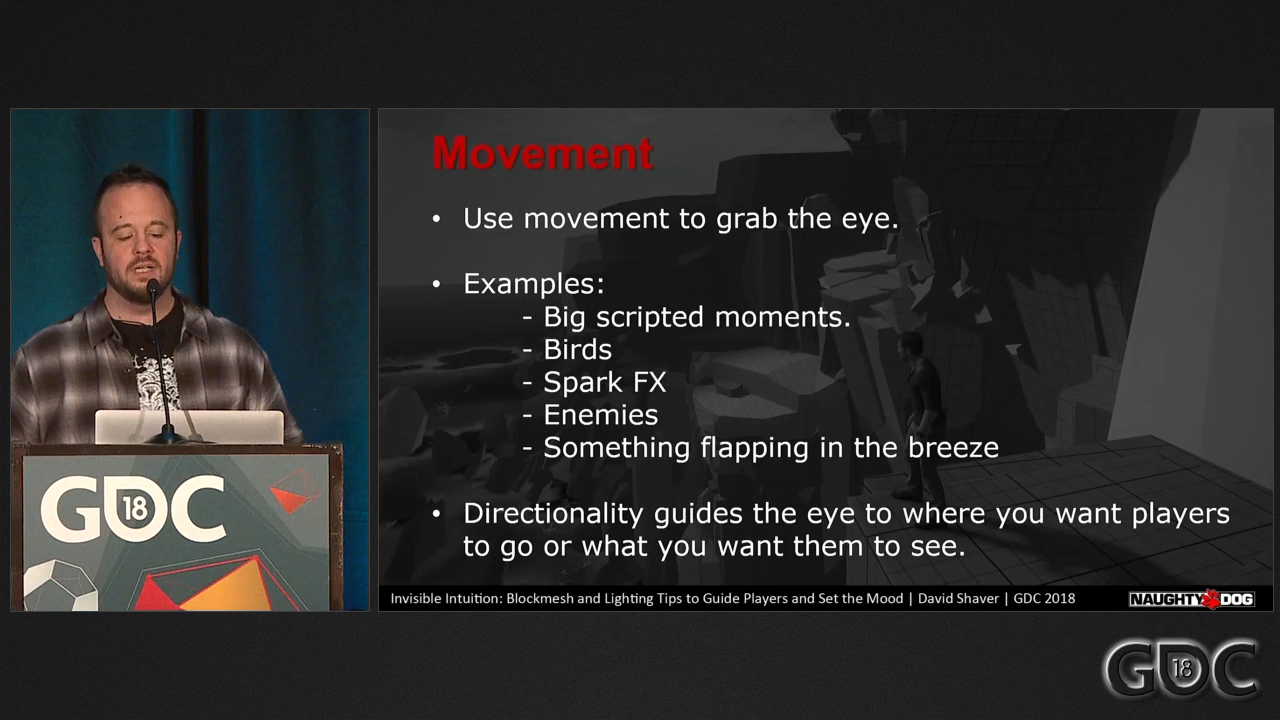 Movement
• Use movement to grab the eye.
• Examples:
- Big scripted moments.
- Birds
- Spark FX
- Enemies
- Something flapping in the breeze
• Directionality guides the eye to where you want players
to go or what you want them to see.
Invisible Intuition: Blockmesh and Lighting Tips to Guide Players and Set the Mood | David Shaver | GDC 2018
NAUGHTY DOG
GDC
18
GDC
18